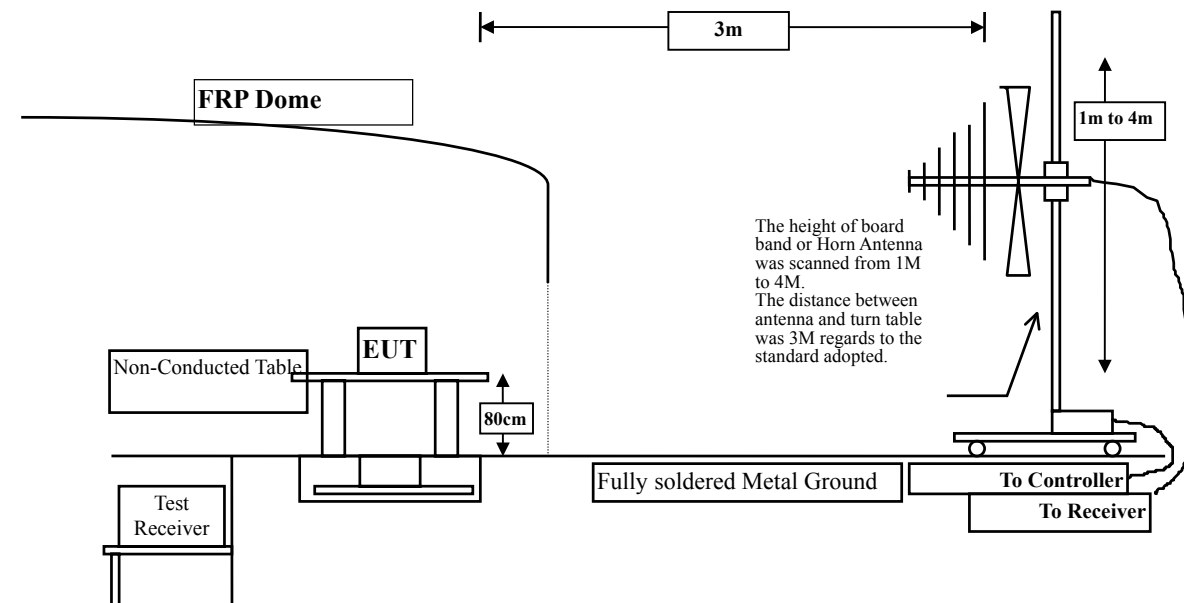 3m
FRP Dome
1m to 4m
The height of board
band or Horn Antenna
was scanned from 1M
to 4M.
The distance between
antenna and turn table
was 3M regards to the
standard adopted.
EUT
Non-Conducted Table
80cm
Fully soldered Metal Ground
To Controller
Test
Receiver
To Receiver